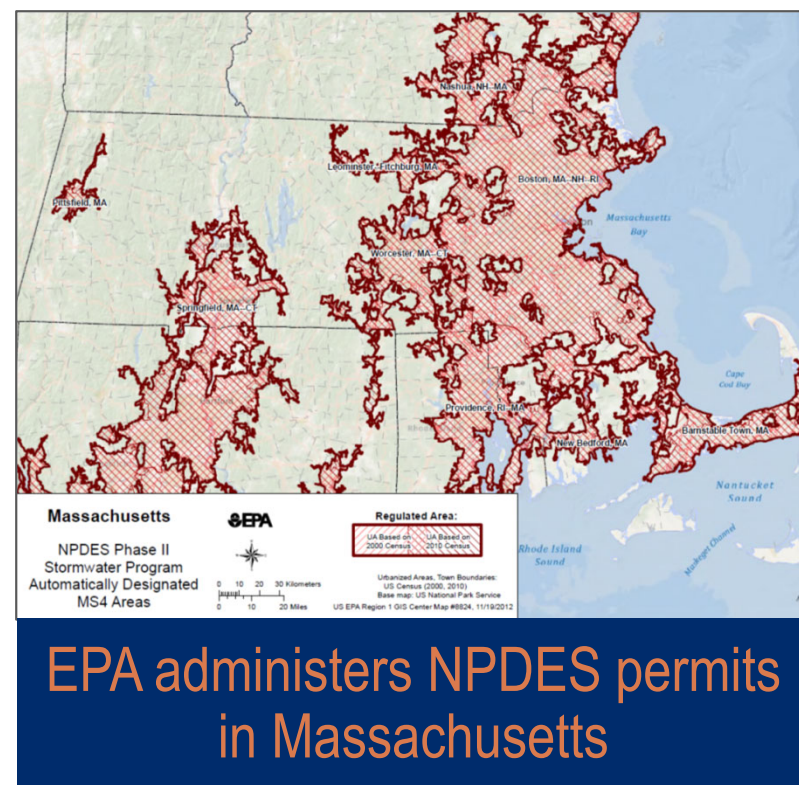 Nashua, NH--MA
Leominster--Fitchburg, MA
Boston, MA--NH--RI
Pittsfield, MA
Massachusetts
Bay
Worcester, MA--CT
Springfield, MA--CT
Cape
Cod Bay
Providence, RI--MA
Barnstable Town, MA
New Bedford, MA
Nantucket
Sound
Rhode Island
Sound
Muskeget Channel
Massachusetts
NPDES Phase II
Stormwater Program
Automatically Designated
MS4 Areas
EPA
0 10 20 30 Kilometers
0 10 20 Miles
Regulated Area:
UA Based on
2000 Census
UA Based on
2010 Census
Urbanized Areas, Town Boundaries:
US Census (2000, 2010)
Base map: US National Park Service
US EPA Region 1 GIS Center Map #8824, 11/19/2012
EPA administers NPDES permits
in Massachusetts